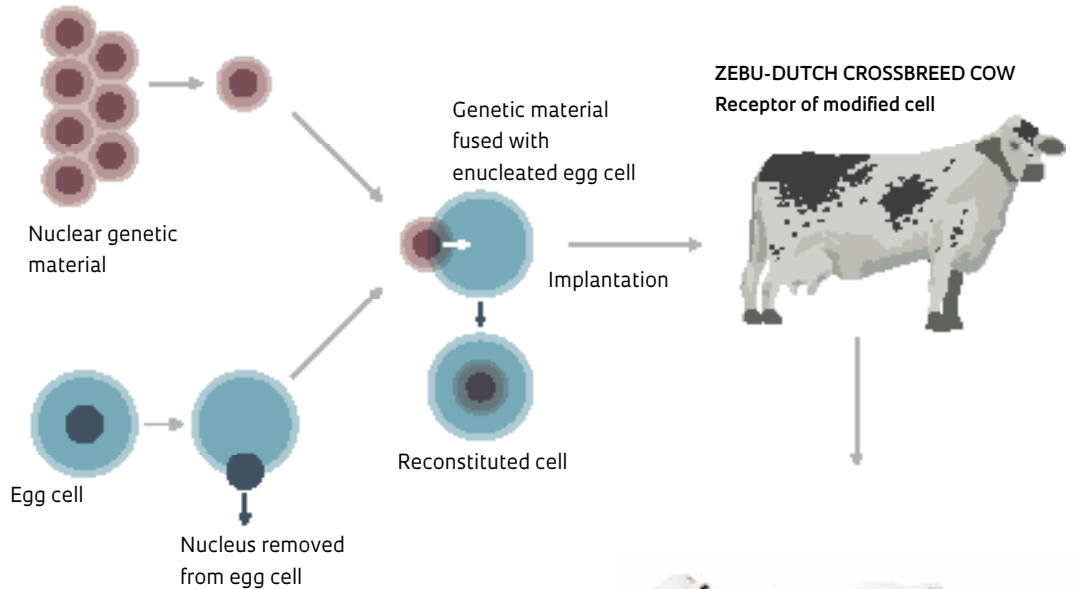 ZEBU-DUTCH CROSSBREED COW
Receptor of modified cell
Genetic material
fused with
enucleated egg cell
Nuclear genetic
material
Implantation
Reconstituted cell
Egg cell
Nucleus removed
from egg cell